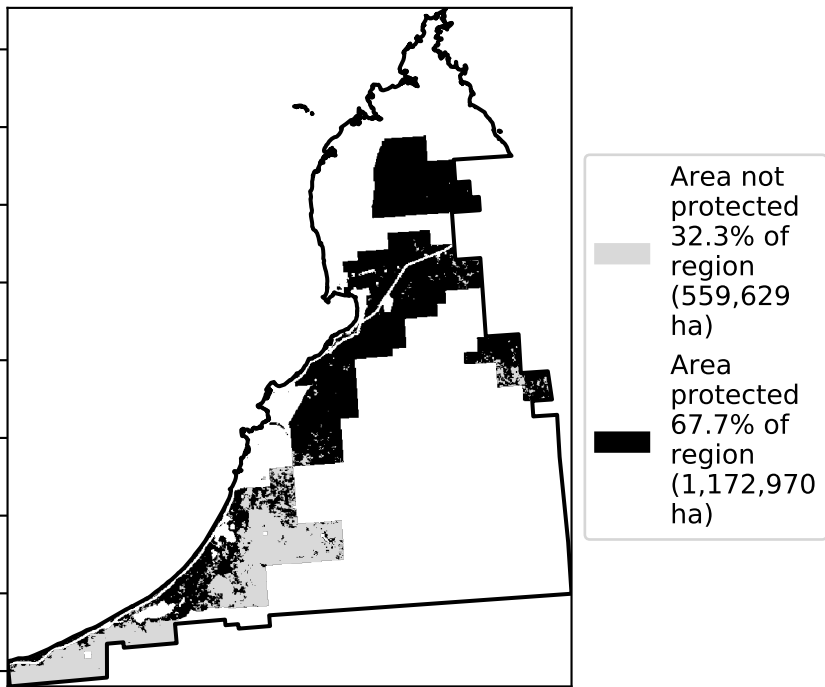 Area not
protected
32.3% of
region
(559,629
ha)
Area
protected
67.7% of
region
(1,172,970
ha)